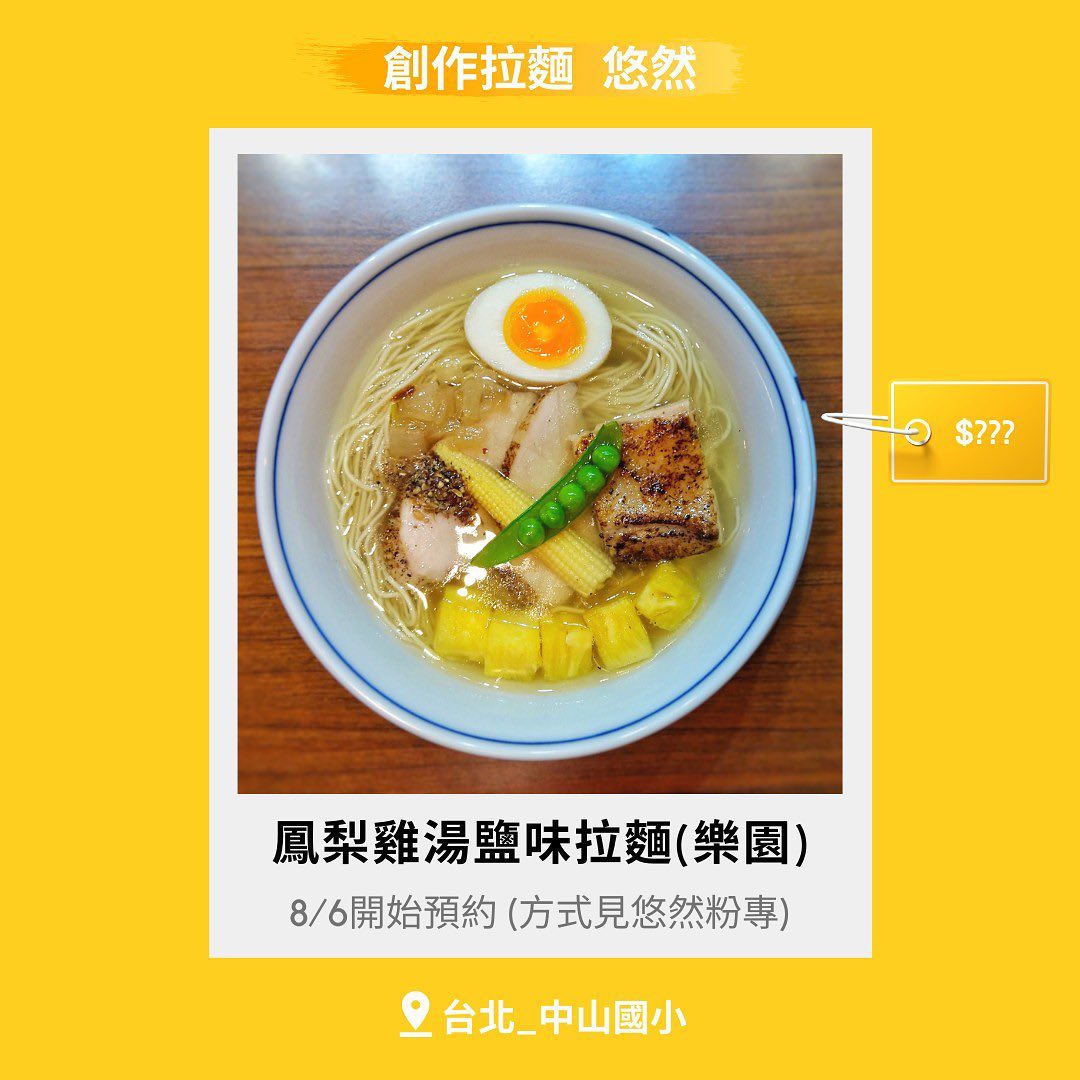 創作拉麵 悠然
$???
鳳梨雞湯鹽味拉麵(樂園)
8/6開始預約 (方式見悠然粉專)
台北_中山國小